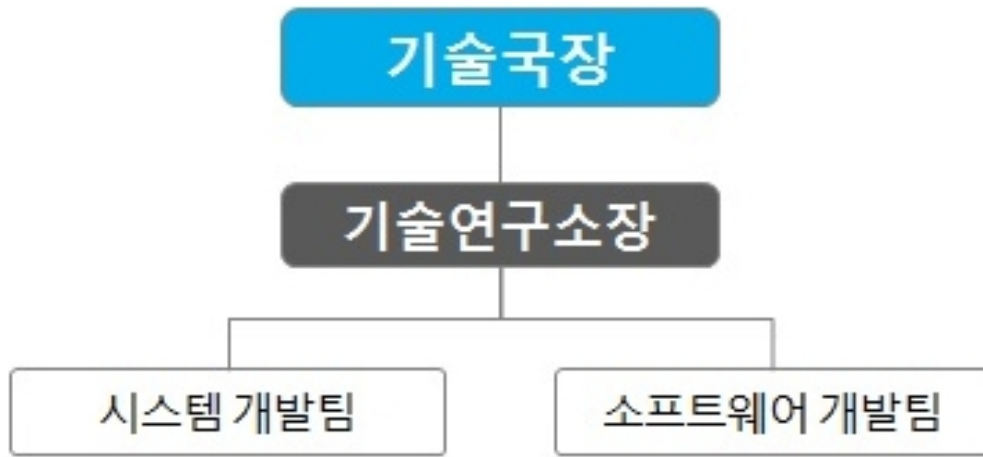 기술국장
기술연구소장
시스템 개발팀
소프트웨어 개발팀